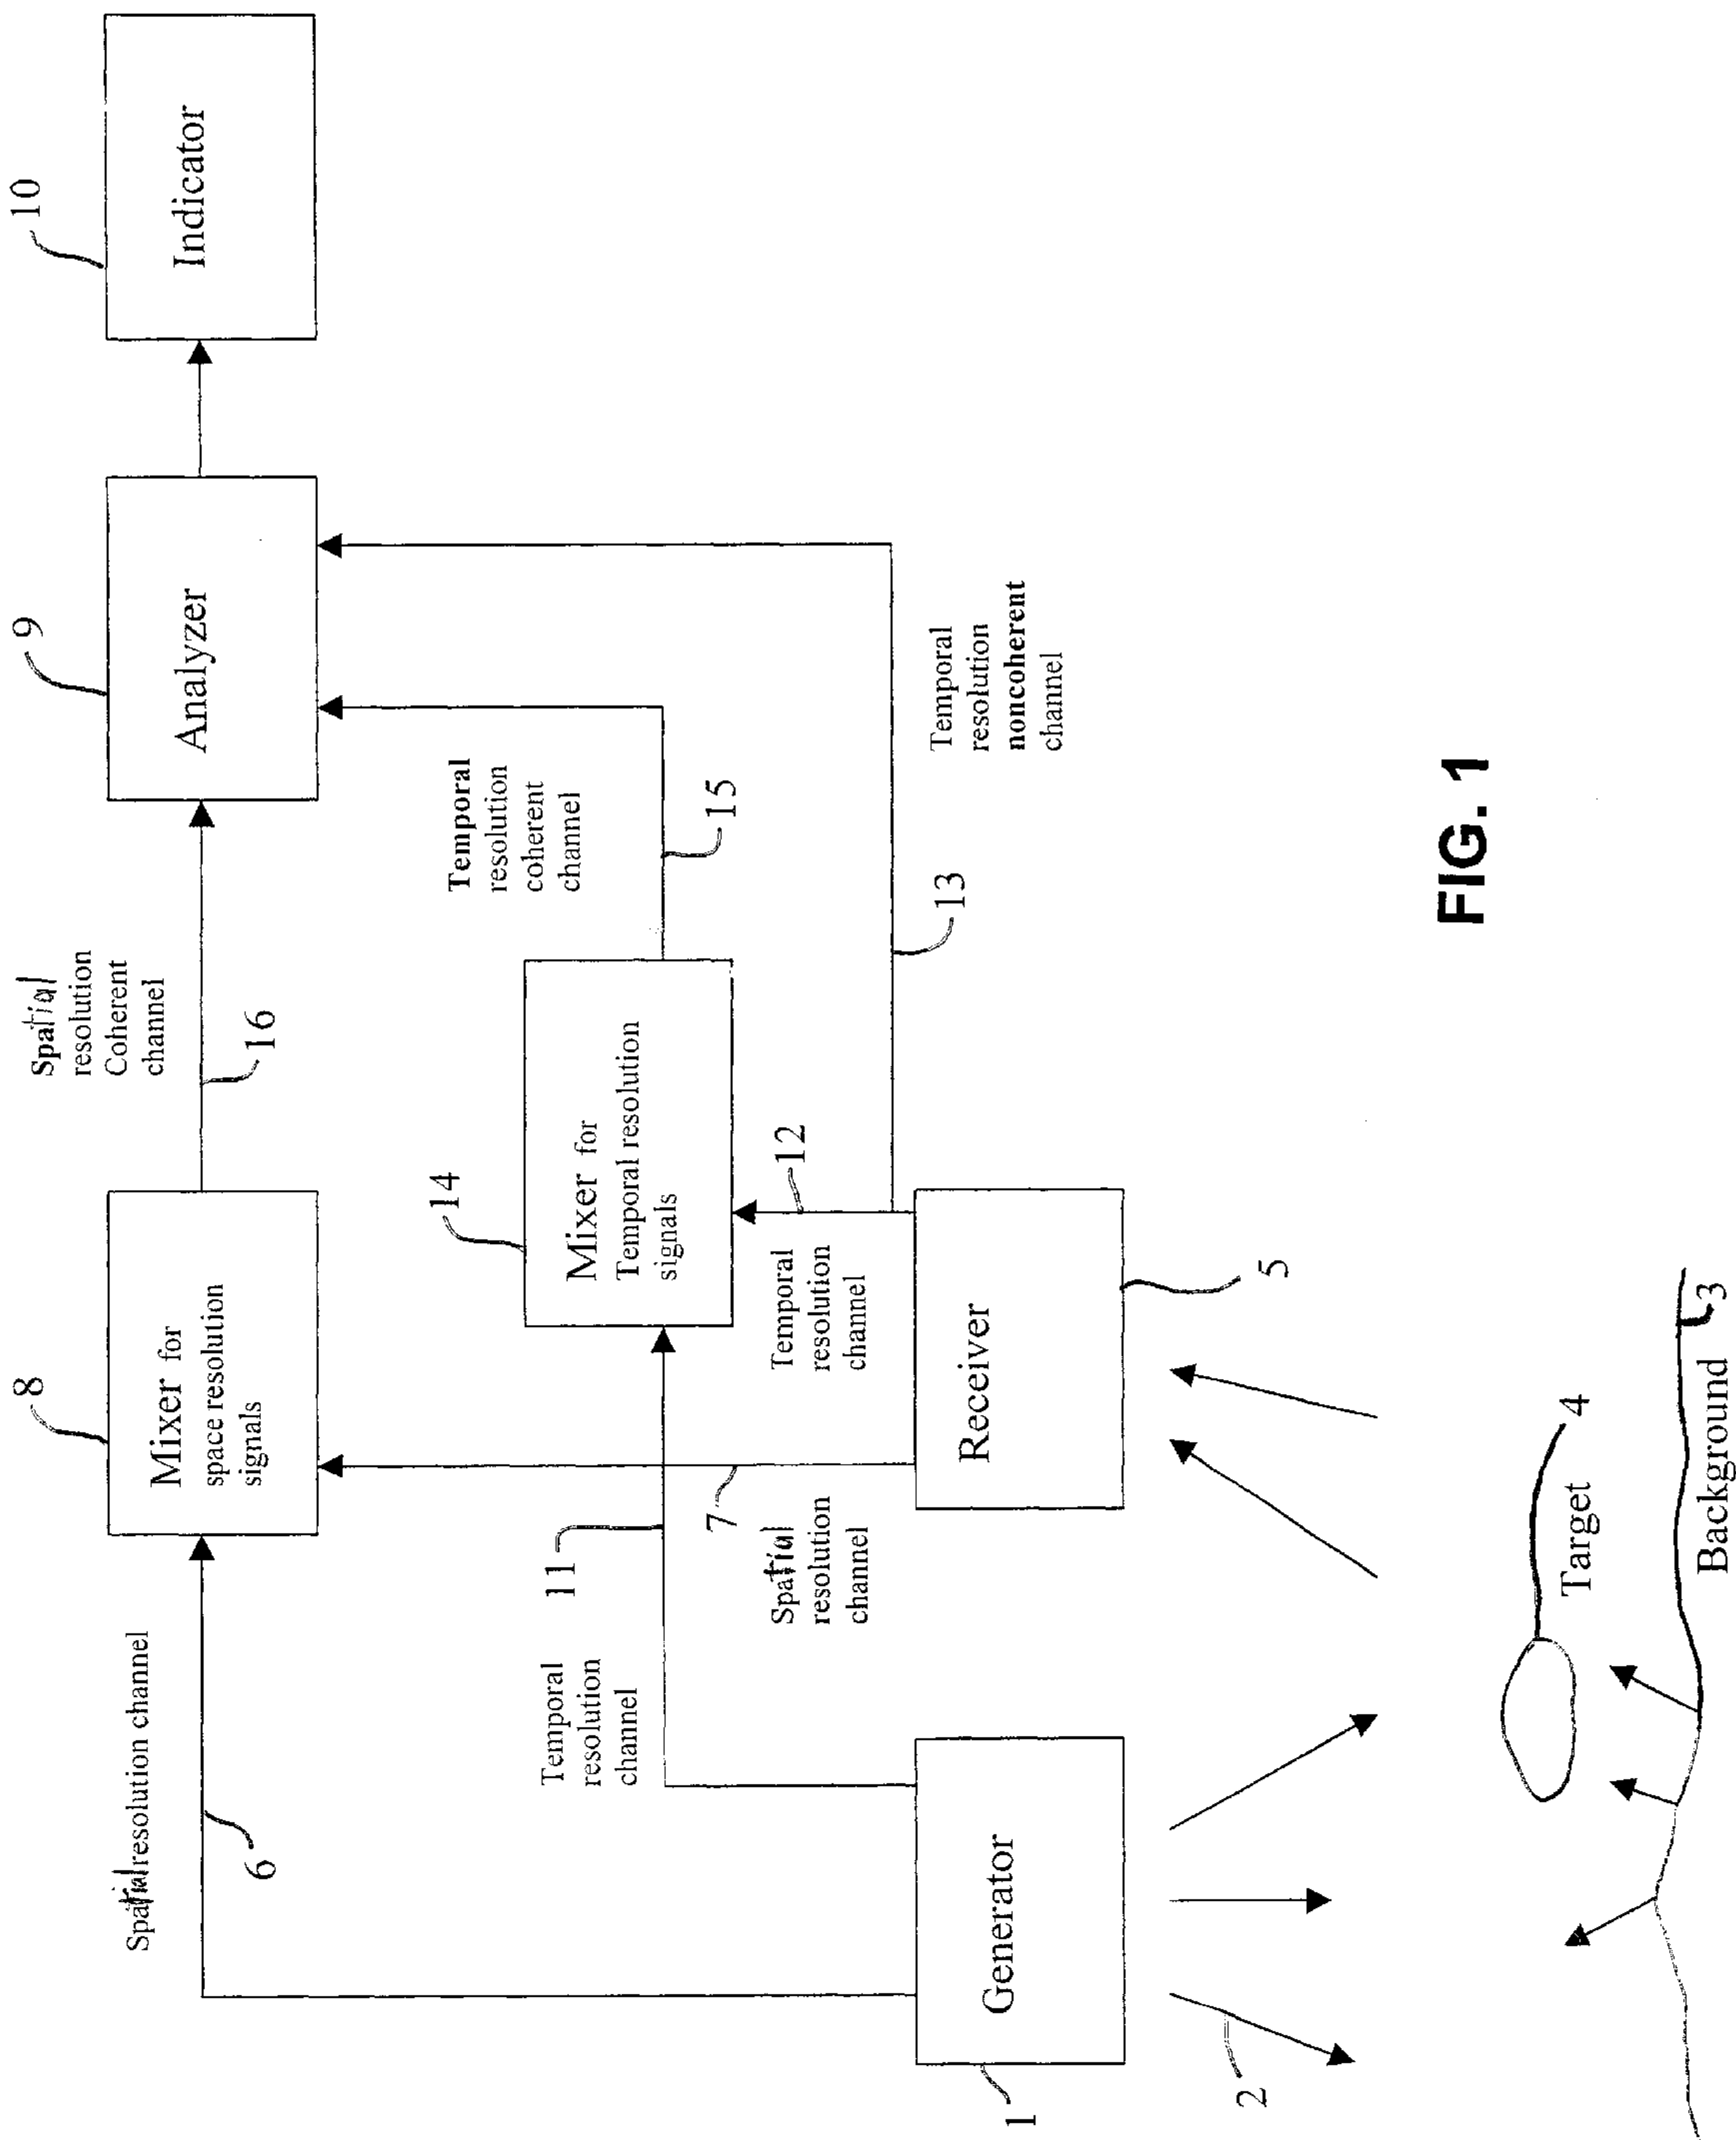 10
Indicator
9
Analyzer
Spatial
resolution
Coherent
channel
16
Temporal
resolution
coherent
channel
15
Temporal
resolution
noncoherent
channel
13
8
Mixer for
space resolution
signals
14
Mixer for
Temporal resolution
signals
12
Temporal
resolution
channel
Spatial resolution channel
6
11
Temporal
resolution
channel
7
Spatial
resolution
channel
Receiver
5
Generator
1
2
Target
4
Background
3
FIG. 1